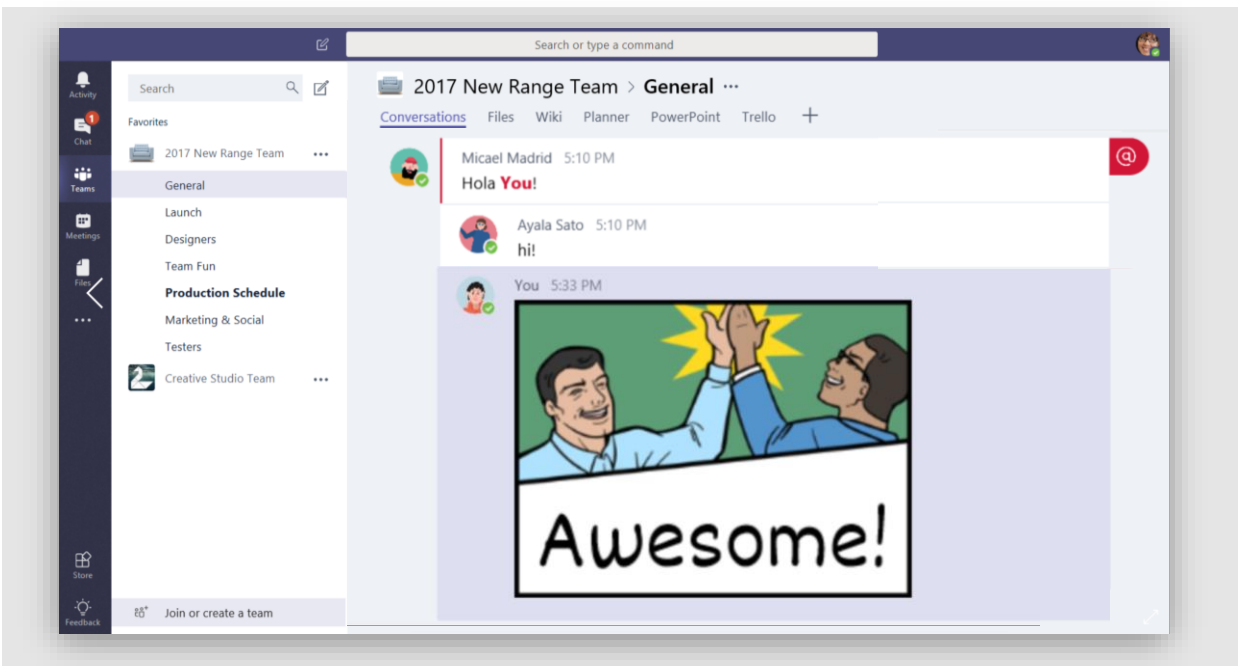 Search or type a command
Activity
Chat
1
Teams
Meetings
Files
Store
Feedback
Search
Favorites
2017 New Range Team
General
Launch
Designers
Team Fun
Production Schedule
Marketing & Social
Testers
2 Creative Studio Team
Join or create a team
2017 New Range Team > General ...
Conversations Files Wiki Planner PowerPoint Trello +
Micael Madrid 5:10 PM
@
Hola You!
Ayala Sato 5:10 PM
hi!
You 5:33 PM
Awesome!